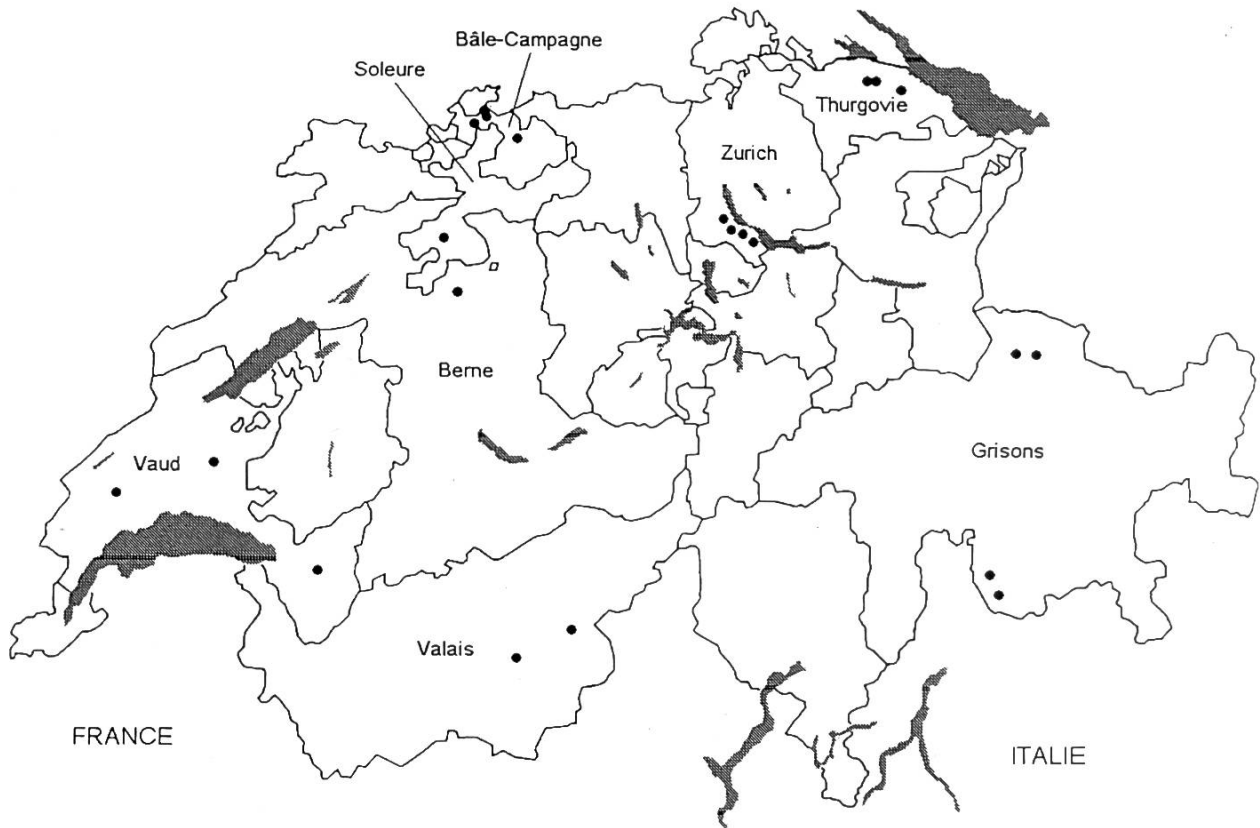 Bâle-Campagne
Soleure
Thurgovie
Zurich
Berne
Vaud
Grisons
Valais
FRANCE
ITALIE